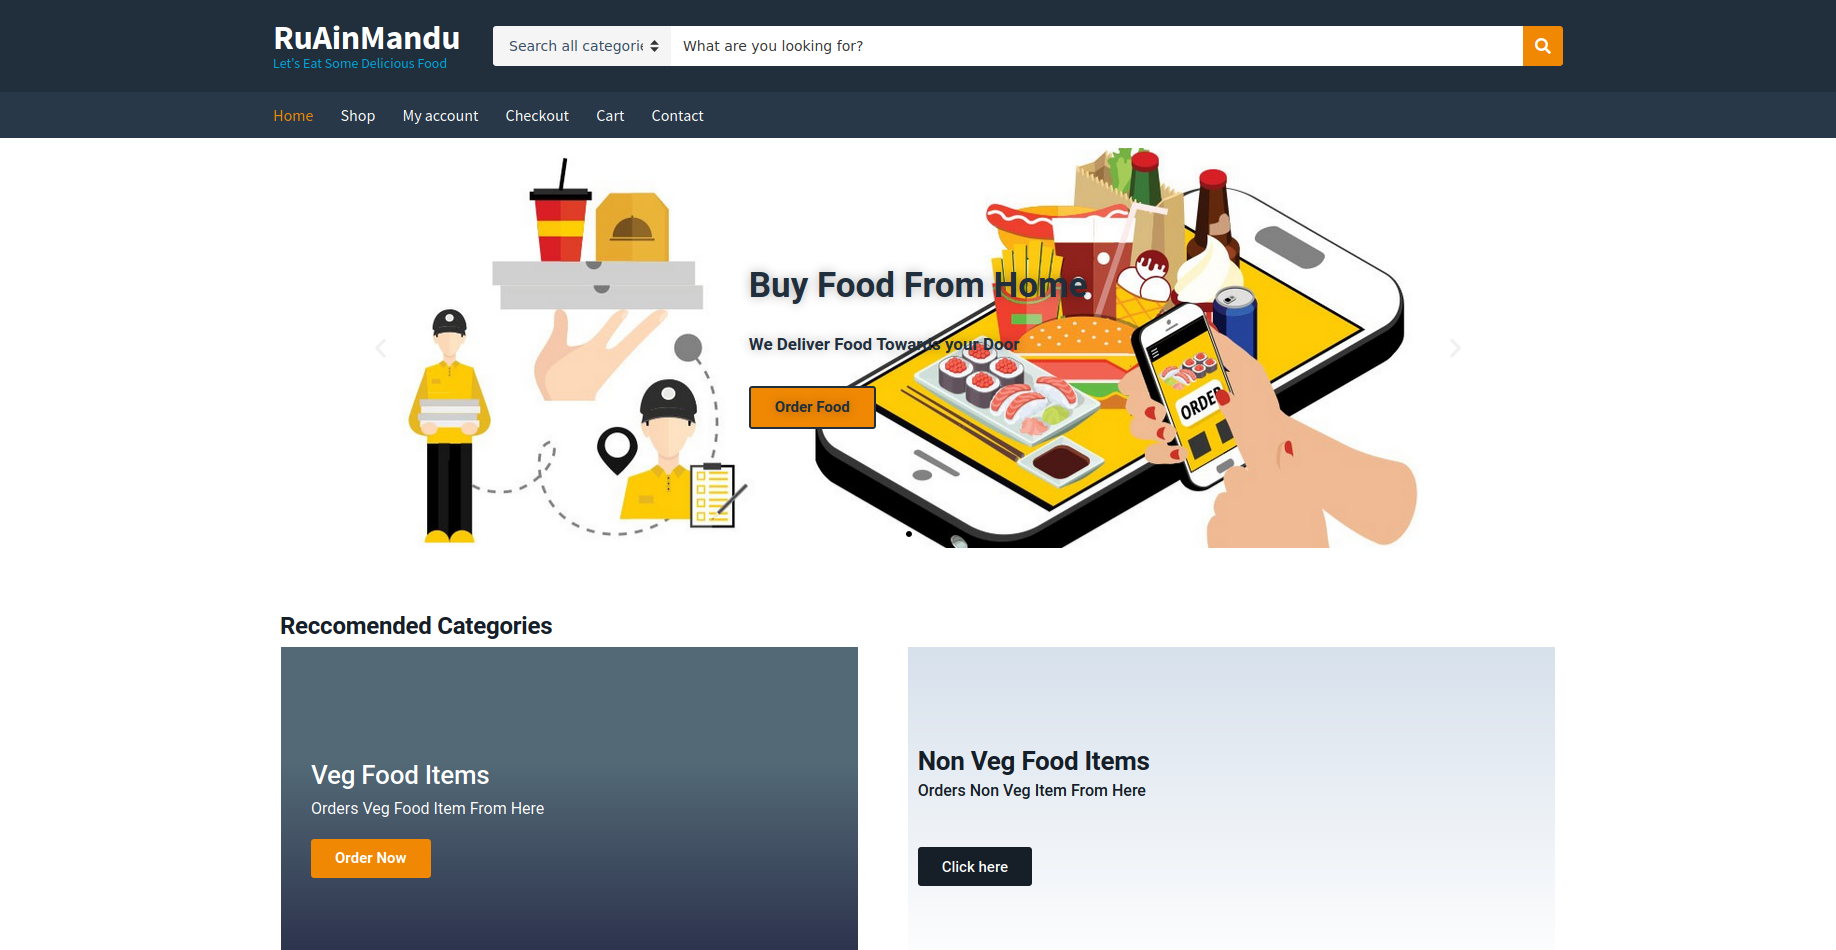 RuAinMandu
Let's Eat Some Delicious Food
Search all categorie
What are you looking for?
Home
Shop
My account
Checkout
Cart
Contact
Buy Food From Home
We Deliver Food Towards your Door
Order Food
ORDER
Reccomended Categories
Veg Food Items
Orders Veg Food Item From Here
Order Now
Non Veg Food Items
Orders Non Veg Item From Here
Click here